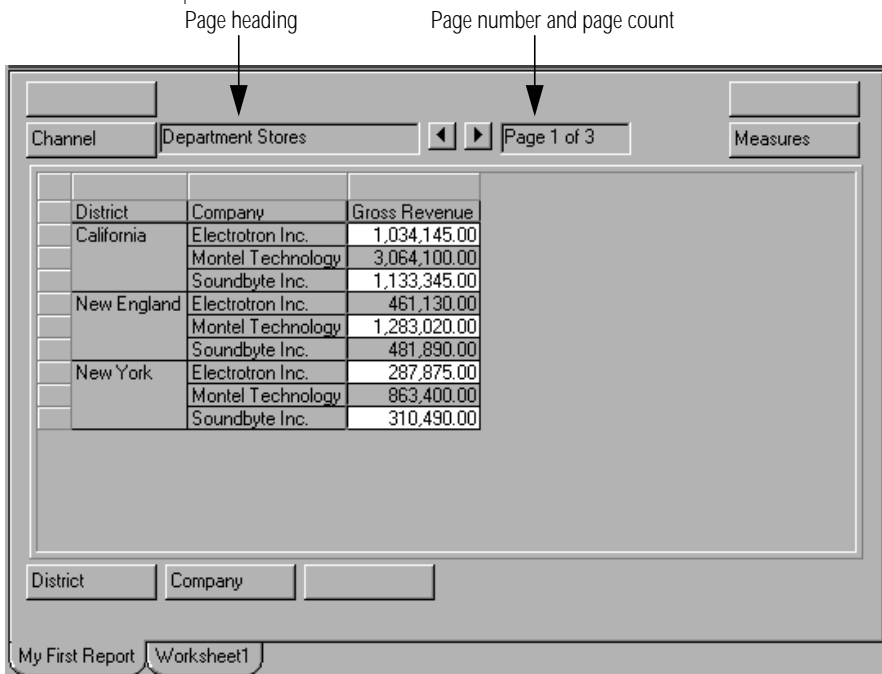 Page heading Page number and page count
Channel Department Stores Page 1 of 3 Measures
District Company Gross Revenue
California Electrotron Inc. 1,034,145.00
Montel Technology 3,064,100.00
Soundbyte Inc. 1,133,345.00
New England Electrotron Inc. 461,130.00
Montel Technology 1,283,020.00
Soundbyte Inc. 481,890.00
New York Electrotron Inc. 287,875.00
Montel Technology 863,400.00
Soundbyte Inc. 310,490.00
District Company
My First Report Worksheet1